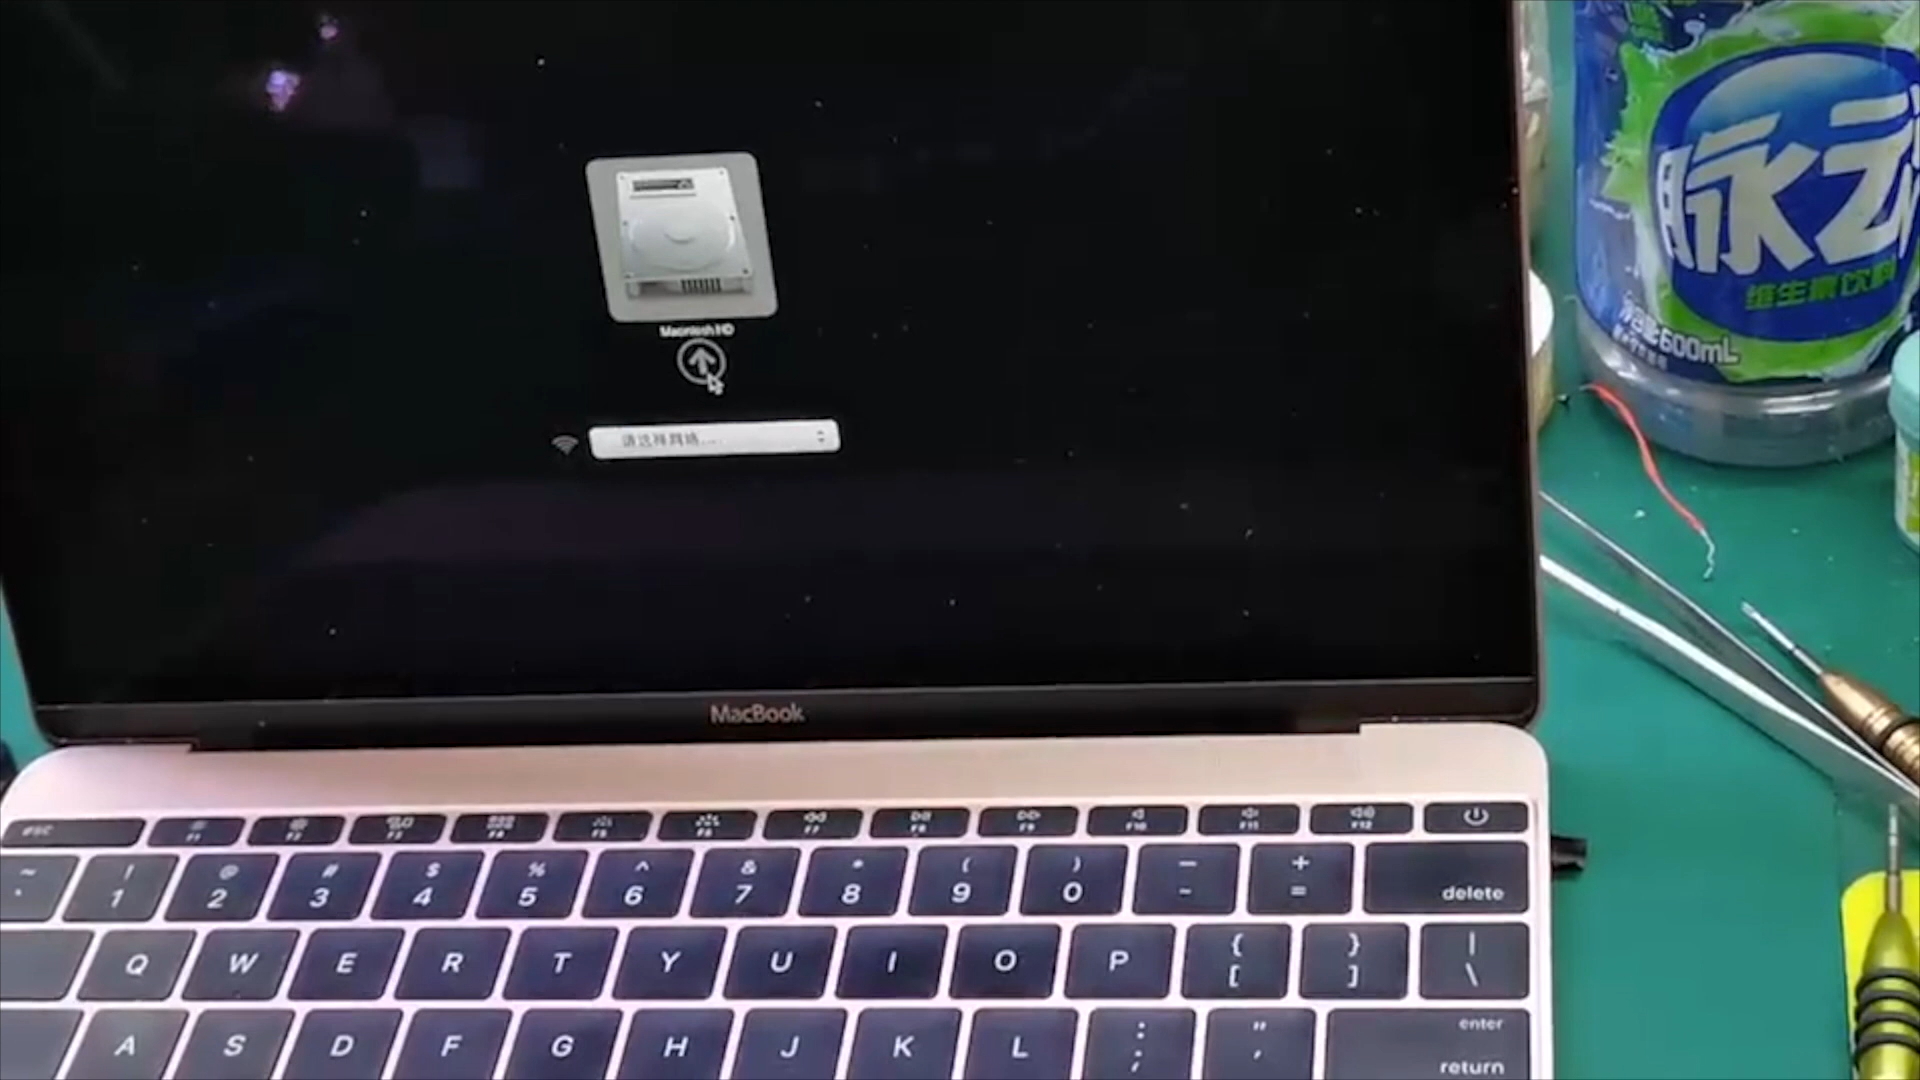 Macintosh HD
请选择网络...
MacBook
脉动
维生素饮料
600mL
esc F1 F2 F3 F4 F5 F6 F7 F8 F9 F10 F11 F12
~ ! @ # $ % ^ & * ( ) — +
` 1 2 3 4 5 6 7 8 9 0 - = delete
Q W E R T Y U I O P { [ } ] | \
A S D F G H J K L : ; " ' enter
return